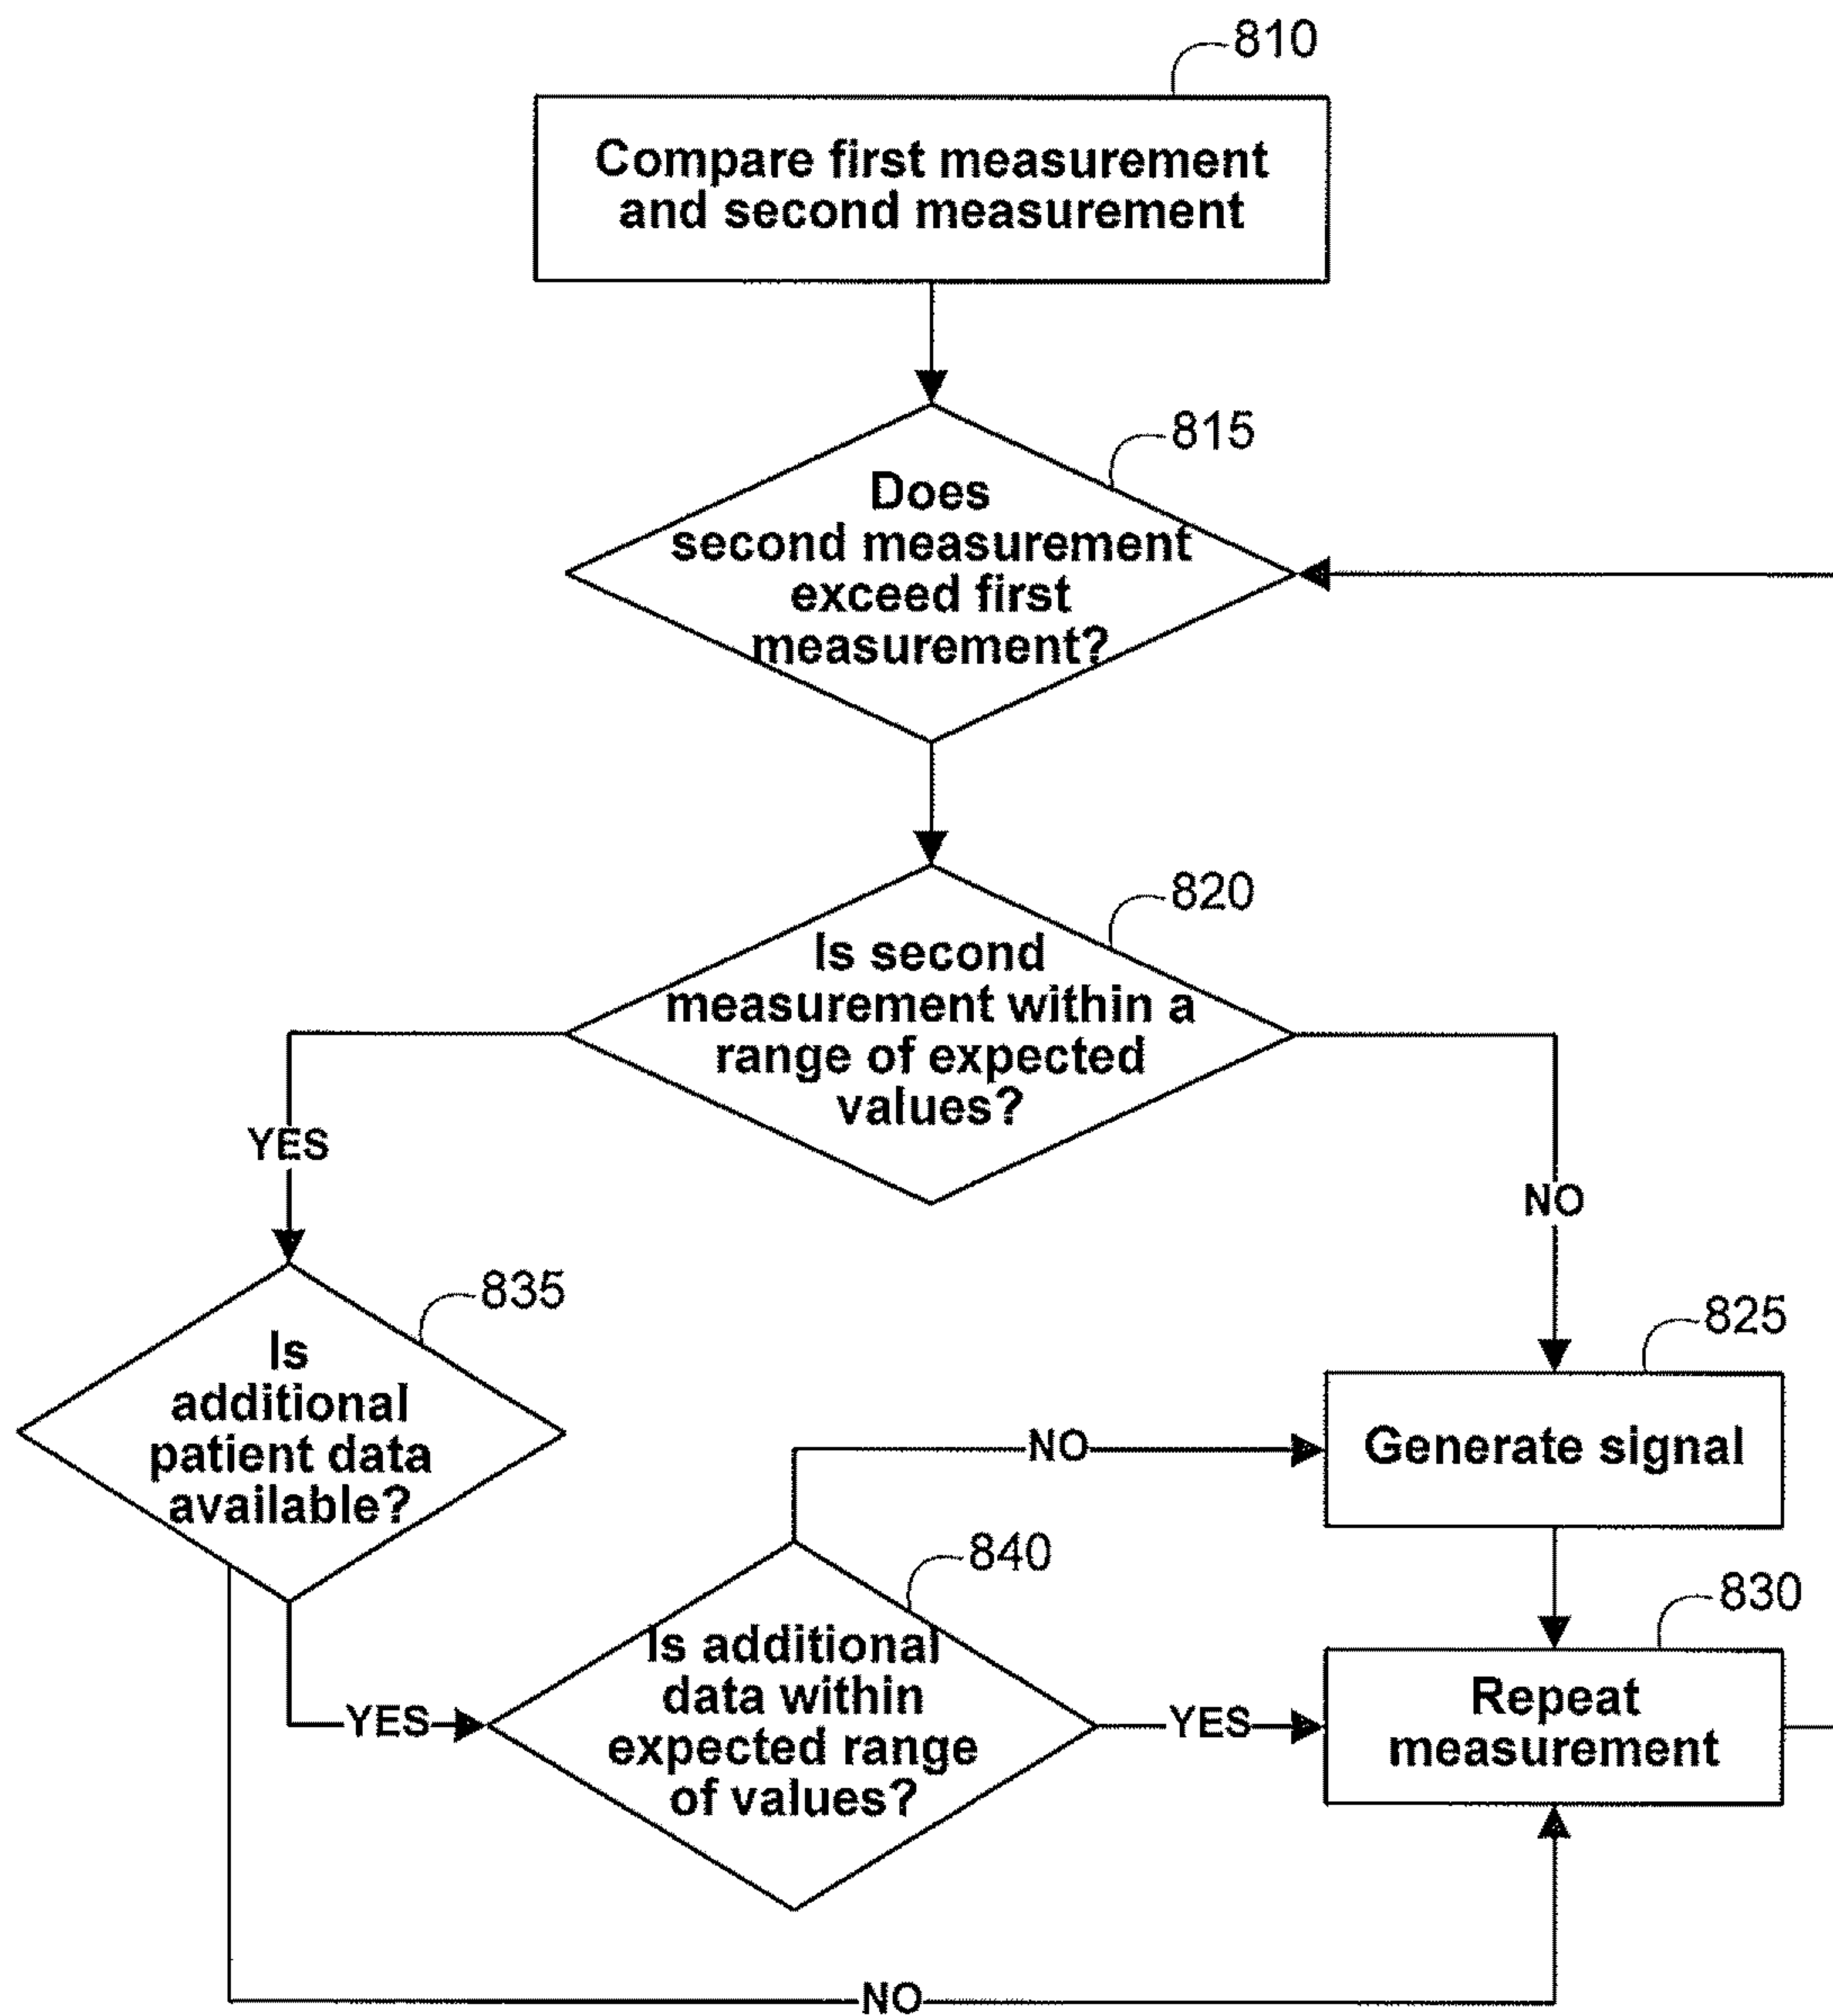 810
Compare first measurement
and second measurement
815
Does
second measurement
exceed first
measurement?
820
Is second
measurement within a
range of expected
values?
YES
NO
835
Is
additional
patient data
available?
825
Generate signal
NO
840
Is additional
data within
expected range
of values?
YES
YES
830
Repeat
measurement
NO